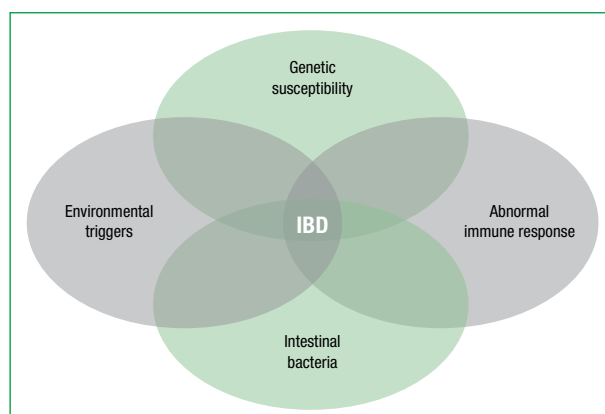 Genetic
susceptibility
Environmental
triggers
IBD
Abnormal
immune response
Intestinal
bacteria